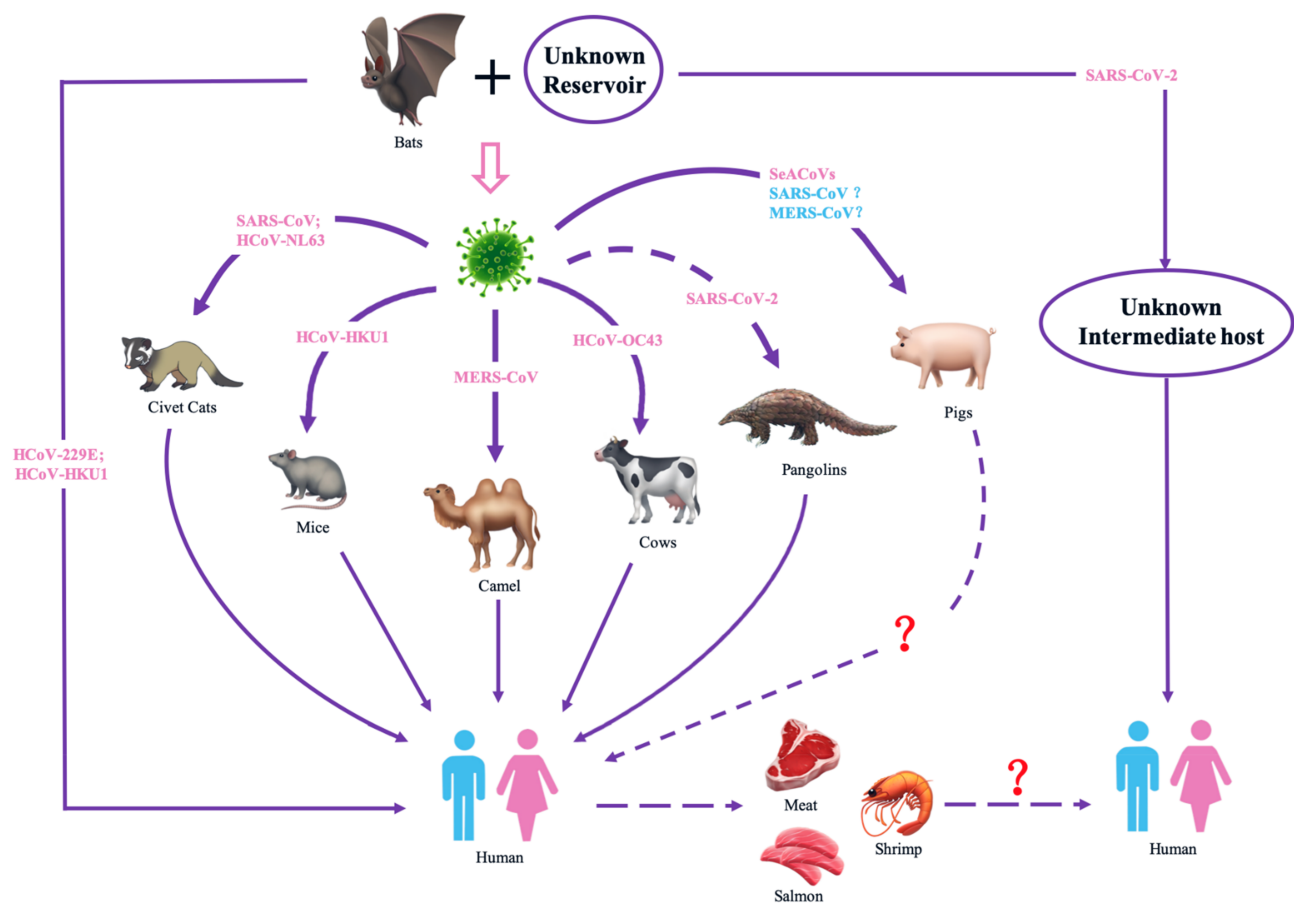 Unknown
Reservoir
SARS-CoV-2
Bats
SeACoVs
SARS-CoV ?
MERS-CoV?
SARS-CoV;
HCoV-NL63
SARS-CoV-2
Unknown
Intermediate host
HCoV-HKU1
HCoV-OC43
MERS-CoV
Civet Cats
Pigs
HCoV-229E;
HCoV-HKU1
Pangolins
Mice
Cows
Camel
?
?
Meat
Shrimp
Human
Human
Salmon